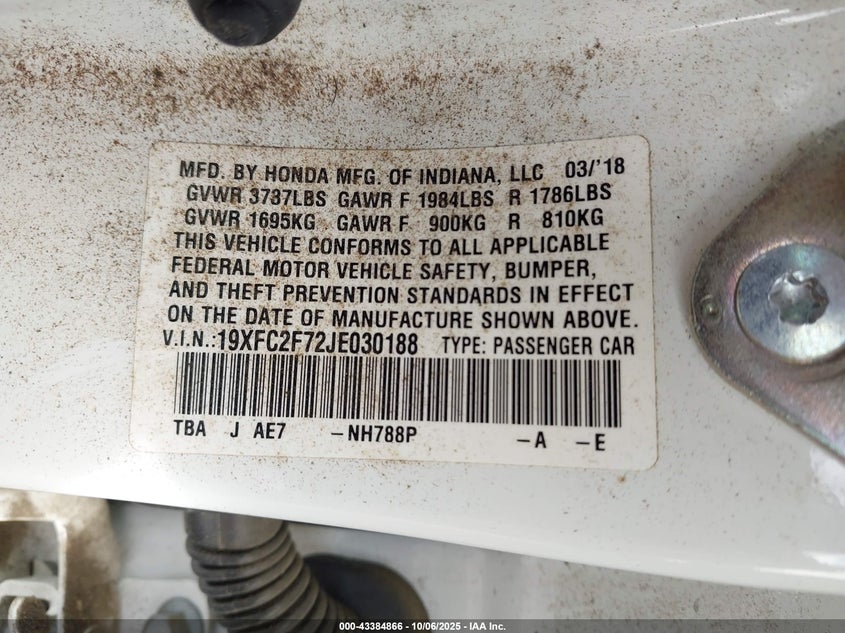 MFD. BY HONDA MFG. OF INDIANA, LLC 03/'18
GVWR 3737LBS GAWR F 1984LBS R 1786LBS
GVWR 1695KG GAWR F 900KG R 810KG
THIS VEHICLE CONFORMS TO ALL APPLICABLE
FEDERAL MOTOR VEHICLE SAFETY, BUMPER,
AND THEFT PREVENTION STANDARDS IN EFFECT
ON THE DATE OF MANUFACTURE SHOWN ABOVE.
V.I.N.:19XFC2F72JE030188 TYPE: PASSENGER CAR
TBA J AE7 -NH788P -A -E
000-43384866 - 10/06/2025 - IAA Inc.